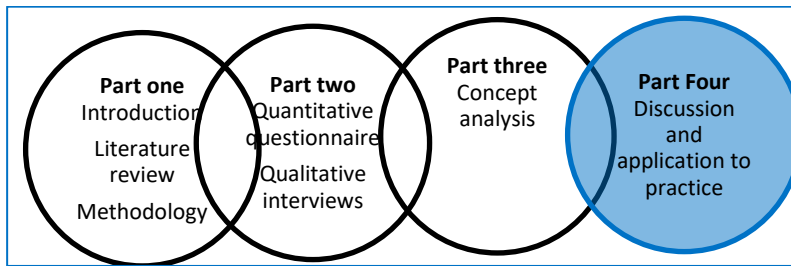 Part one
Introduction
Literature
review
Methodology
Part two
Quantitative
questionnaire
Qualitative
interviews
Part three
Concept
analysis
Part Four
Discussion
and
application to
practice